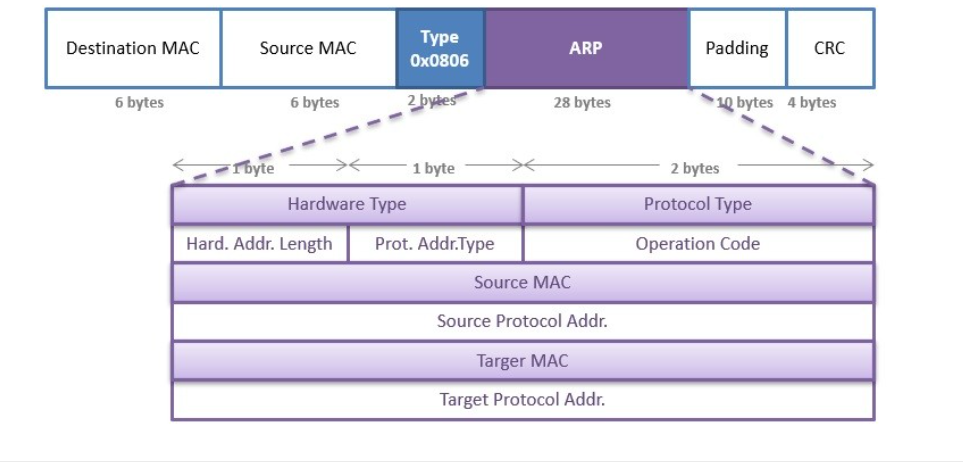 Destination MAC
Source MAC
Type
0x0806
ARP
Padding
CRC
6 bytes
6 bytes
2 bytes
28 bytes
10 bytes
4 bytes
1 byte
1 byte
2 bytes
Hardware Type
Protocol Type
Hard. Addr. Length
Prot. Addr.Type
Operation Code
Source MAC
Source Protocol Addr.
Targer MAC
Target Protocol Addr.